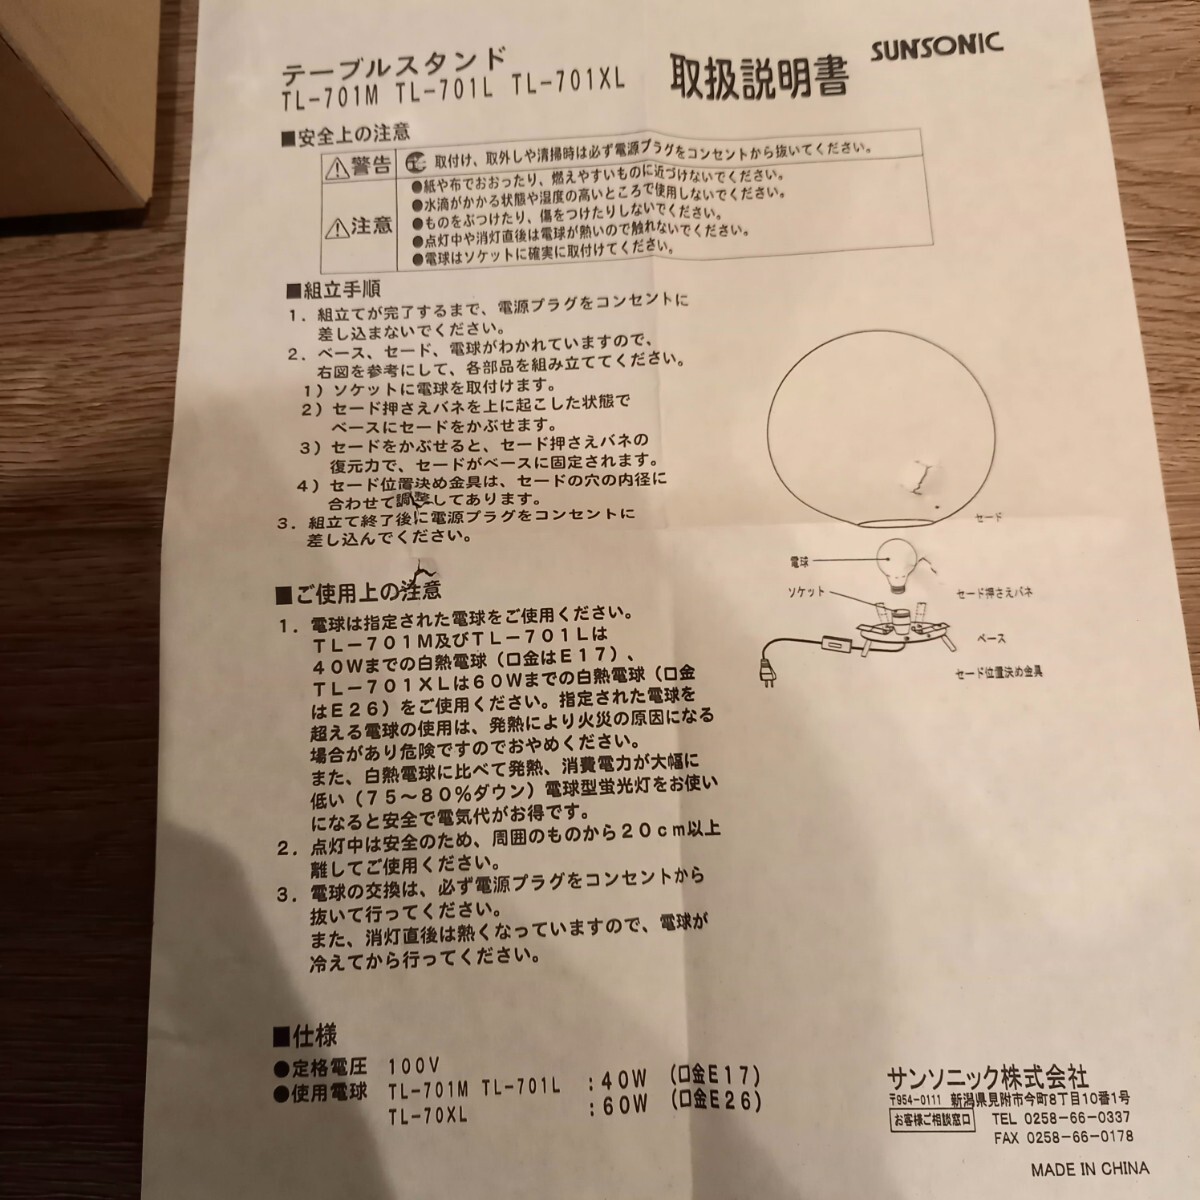 テーブルスタンド
TL-701M TL-701L TL-701XL
取扱説明書
SUNSONIC
■安全上の注意
⚠警告
取付け、取外しや清掃時は必ず電源プラグをコンセントから抜いてください。
⚠注意
●紙や布でおおったり、燃えやすいものに近づけないでください。
●水滴がかかる状態や湿度の高いところで使用しないでください。
●ものをぶつけたり、傷をつけたりしないでください。
●点灯中や消灯直後は電球が熱いので触れないでください。
●電球はソケットに確実に取付けてください。
■組立手順
1．組立てが完了するまで、電源プラグをコンセントに
差し込まないでください。
2．ベース、セード、電球がわかれていますので、
右図を参考にして、各部品を組み立ててください。
1）ソケットに電球を取付けます。
2）セード押さえバネを上に起こした状態で
ベースにセードをかぶせます。
3）セードをかぶせると、セード押さえバネの
復元力で、セードがベースに固定されます。
4）セード位置決め金具は、セードの穴の内径に
合わせて調整してあります。
3．組立て終了後に電源プラグをコンセントに
差し込んでください。
セード
電球
ソケット
セード押さえバネ
ベース
セード位置決め金具
■ご使用上の注意
1．電球は指定された電球をご使用ください。
ＴＬ－７０１Ｍ及びＴＬ－７０１Ｌは
４０Ｗまでの白熱電球（口金はＥ１７）、
ＴＬ－７０１ＸＬは６０Ｗまでの白熱電球（口金
はＥ２６）をご使用ください。指定された電球を
超える電球の使用は、発熱により火災の原因になる
場合があり危険ですのでおやめください。
また、白熱電球に比べて発熱、消費電力が大幅に
低い（７５～８０％ダウン）電球型蛍光灯をお使い
になると安全で電気代がお得です。
2．点灯中は安全のため、周囲のものから２０ｃｍ以上
離してご使用ください。
3．電球の交換は、必ず電源プラグをコンセントから
抜いて行ってください。
また、消灯直後は熱くなっていますので、電球が
冷えてから行ってください。
■仕様
●定格電圧 100V
●使用電球 TL-701M TL-701L :40W (口金E17)
TL-70XL :60W (口金E26)
サンソニック株式会社
〒954-0111 新潟県見附市今町8丁目10番1号
お客様ご相談窓口 TEL 0258-66-0337
FAX 0258-66-0178
MADE IN CHINA